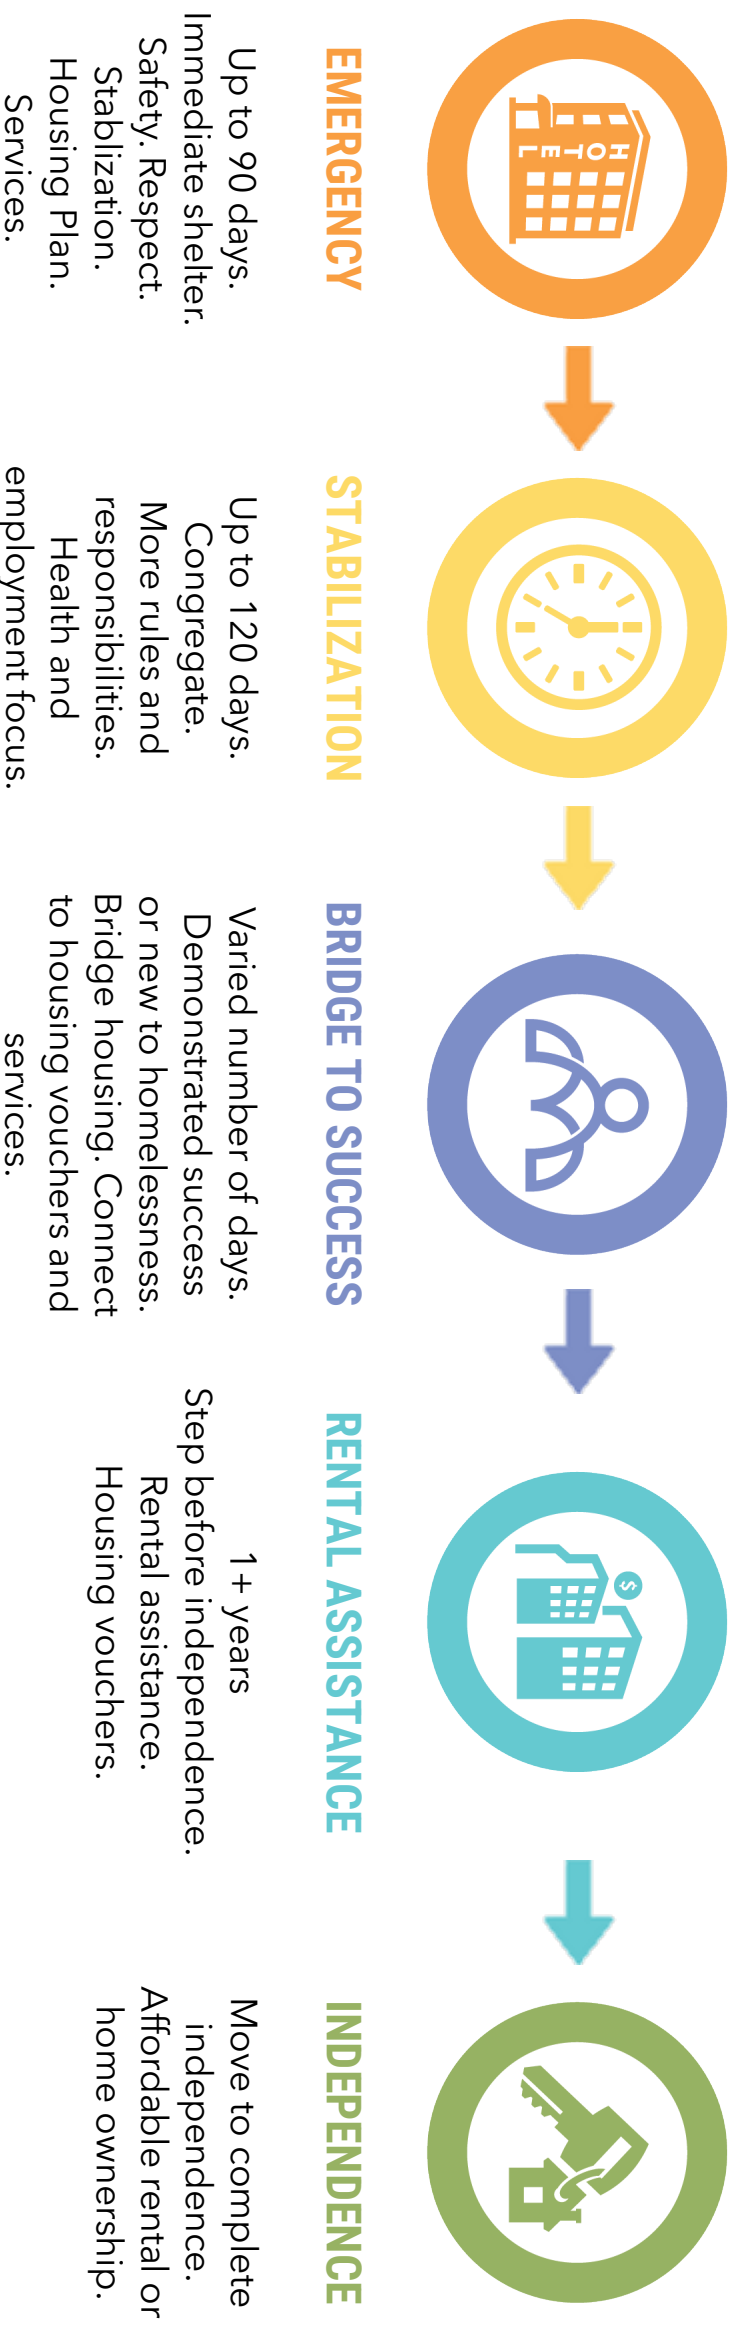 HOTEL
EMERGENCY
Up to 90 days.
Immediate shelter.
Safety. Respect.
Stablization.
Housing Plan.
Services.
STABILIZATION
Up to 120 days.
Congregate.
More rules and
responsibilities.
Health and
employment focus.
BRIDGE TO SUCCESS
Varied number of days.
Demonstrated success
or new to homelessness.
Bridge housing. Connect
to housing vouchers and
services.
$
RENTAL ASSISTANCE
1+ years
Step before independence.
Rental assistance.
Housing vouchers.
INDEPENDENCE
Move to complete
independence.
Affordable rental or
home ownership.